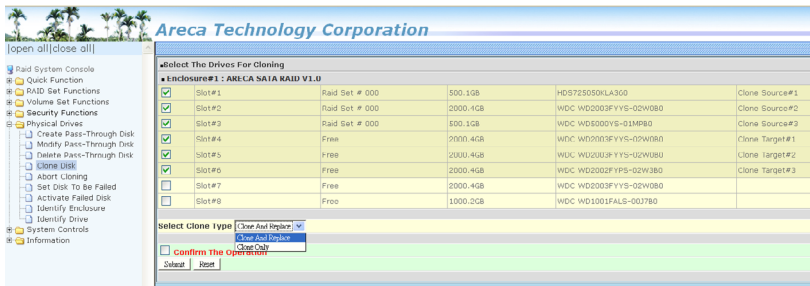 Areca Technology Corporation
|open all|close all|
Raid System Console
Quick Function
RAID Set Functions
Volume Set Functions
Security Functions
Physical Drives
Create Pass-Through Disk
Modify Pass-Through Disk
Delete Pass-Through Disk
Clone Disk
Abort Cloning
Set Disk To Be Failed
Activate Failed Disk
Identify Enclosure
Identify Drive
System Controls
Information
Select The Drives For Cloning
Enclosure#1 : ARECA SATA RAID V1.0
Slot#1 Raid Set # 000 500.1GB HDS725050KLA360 Clone Source#1
Slot#2 Raid Set # 000 2000.4GB WDC WD2003FYYS-02W0B0 Clone Source#2
Slot#3 Raid Set # 000 500.1GB WDC WD5000YS-01MPB0 Clone Source#3
Slot#4 Free 2000.4GB WDC WD2003FYYS-02W0B0 Clone Target#1
Slot#5 Free 2000.4GB WDC WD2003FYYS-02W0B0 Clone Target#2
Slot#6 Free 2000.4GB WDC WD2002FYPS-02W3B0 Clone Target#3
Slot#7 Free 2000.4GB WDC WD2003FYYS-02W0B0
Slot#8 Free 1000.2GB WDC WD1001FALS-00J7B0
Select Clone Type Clone And Replace
Clone And Replace
Clone Only
Confirm The Operation
Submit Reset